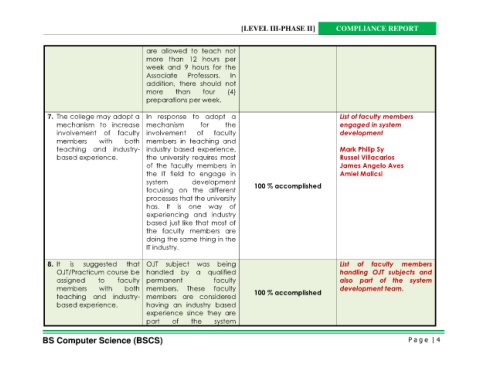 [LEVEL III-PHASE II] COMPLIANCE REPORT
are allowed to teach not
more than 12 hours per
week and 9 hours for the
Associate Professors. In
addition, there should not
more than four (4)
preparations per week.
7. The college may adopt a
mechanism to increase
involvement of faculty
members with both
teaching and industry-
based experience.
In response to adopt a
mechanism for the
involvement of faculty
members in teaching and
industry based experience,
the university requires most
of the faculty members in
the IT field to engage in
system development
focusing on the different
processes that the university
has. It is one way of
experiencing and industry
based just like that most of
the faculty members are
doing the same thing in the
IT industry.
100 % accomplished
List of faculty members
engaged in system
development
Mark Philip Sy
Russel Villacarlos
James Angelo Aves
Amiel Malicsi
8. It is suggested that
OJT/Practicum course be
assigned to faculty
members with both
teaching and industry-
based experience.
OJT subject was being
handled by a qualified
permanent faculty
members. These faculty
members are considered
having an industry based
experience since they are
part of the system
100 % accomplished
List of faculty members
handling OJT subjects and
also part of the system
development team.
BS Computer Science (BSCS) Page | 4